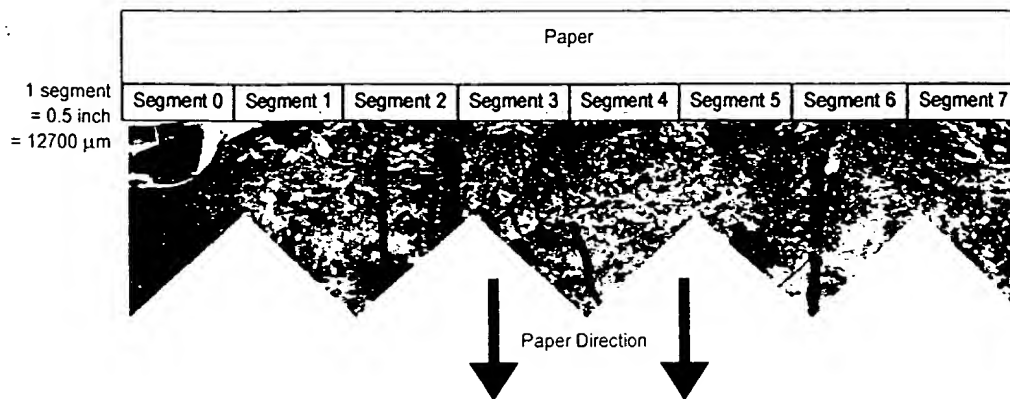 Paper
1 segment
= 0.5 inch
= 12700 µm
Segment 0 Segment 1 Segment 2 Segment 3 Segment 4 Segment 5 Segment 6 Segment 7
Paper Direction